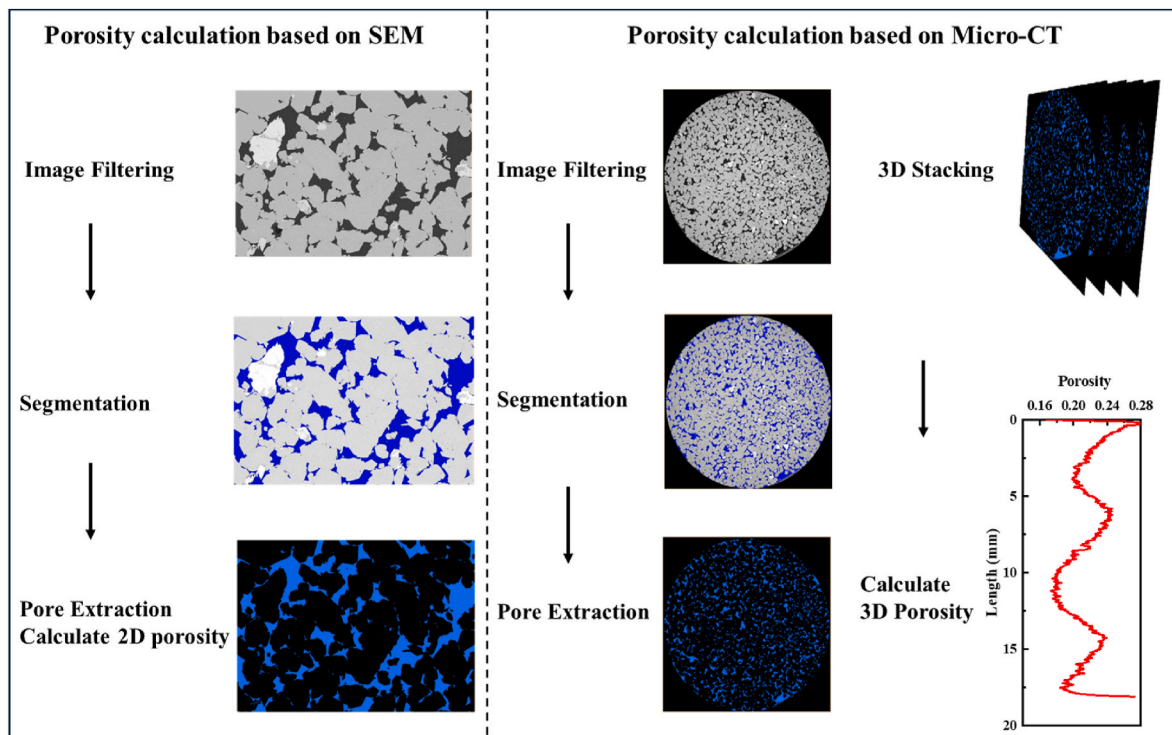 Porosity calculation based on SEM
Image Filtering
Segmentation
Pore Extraction
Calculate 2D porosity
Porosity calculation based on Micro-CT
Image Filtering
Segmentation
Pore Extraction
3D Stacking
Calculate
3D Porosity
Porosity
0.16 0.20 0.24 0.28
0
5
10
15
20
Length (mm)